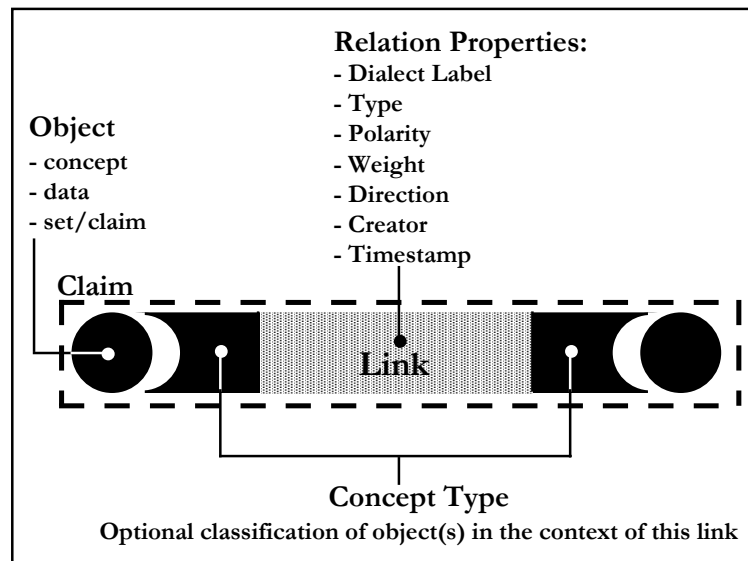 Relation Properties:
- Dialect Label
- Type
- Polarity
- Weight
- Direction
- Creator
- Timestamp
Object
- concept
- data
- set/claim
Claim
Link
Concept Type
Optional classification of object(s) in the context of this link